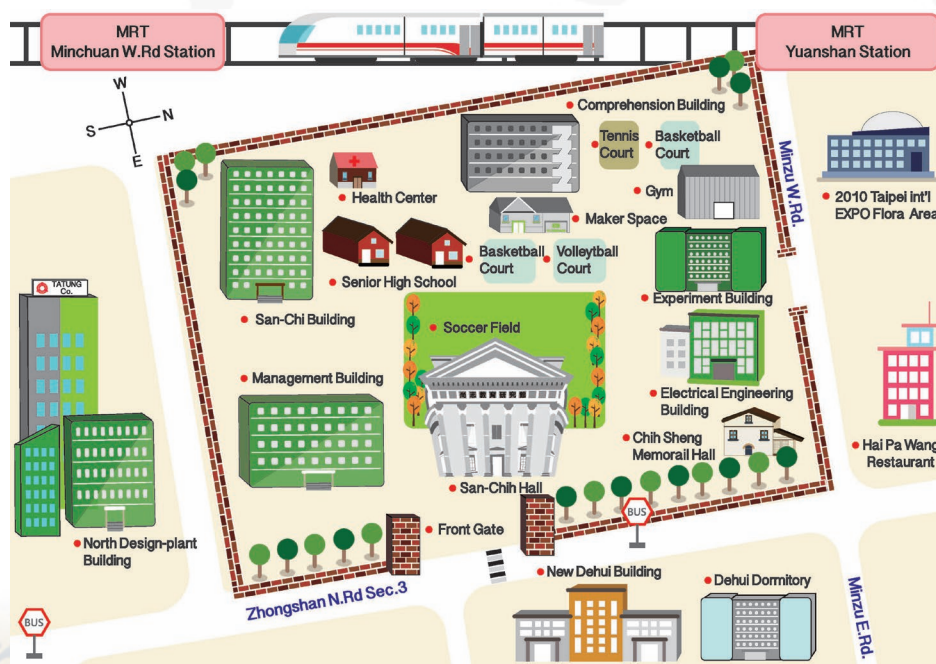 MRT
Minchuan W.Rd Station
MRT
Yuanshan Station
W
N
S
E
Comprehension Building
Tennis
Court
Basketball
Court
Minzu W.Rd.
2010 Taipei int'l
EXPO Flora Area
Health Center
Gym
Maker Space
Basketball
Court
Volleytball
Court
Senior High School
Experiment Building
TATUNG
Co.
San-Chi Building
Soccer Field
Management Building
Electrical Engineering
Building
Chih Sheng
Memorail Hall
Hai Pa Wang
Restaurant
San-Chih Hall
BUS
Front Gate
North Design-plant
Building
New Dehui Building
Dehui Dormitory
Zhongshan N.Rd Sec.3
Minzu E.Rd.
BUS